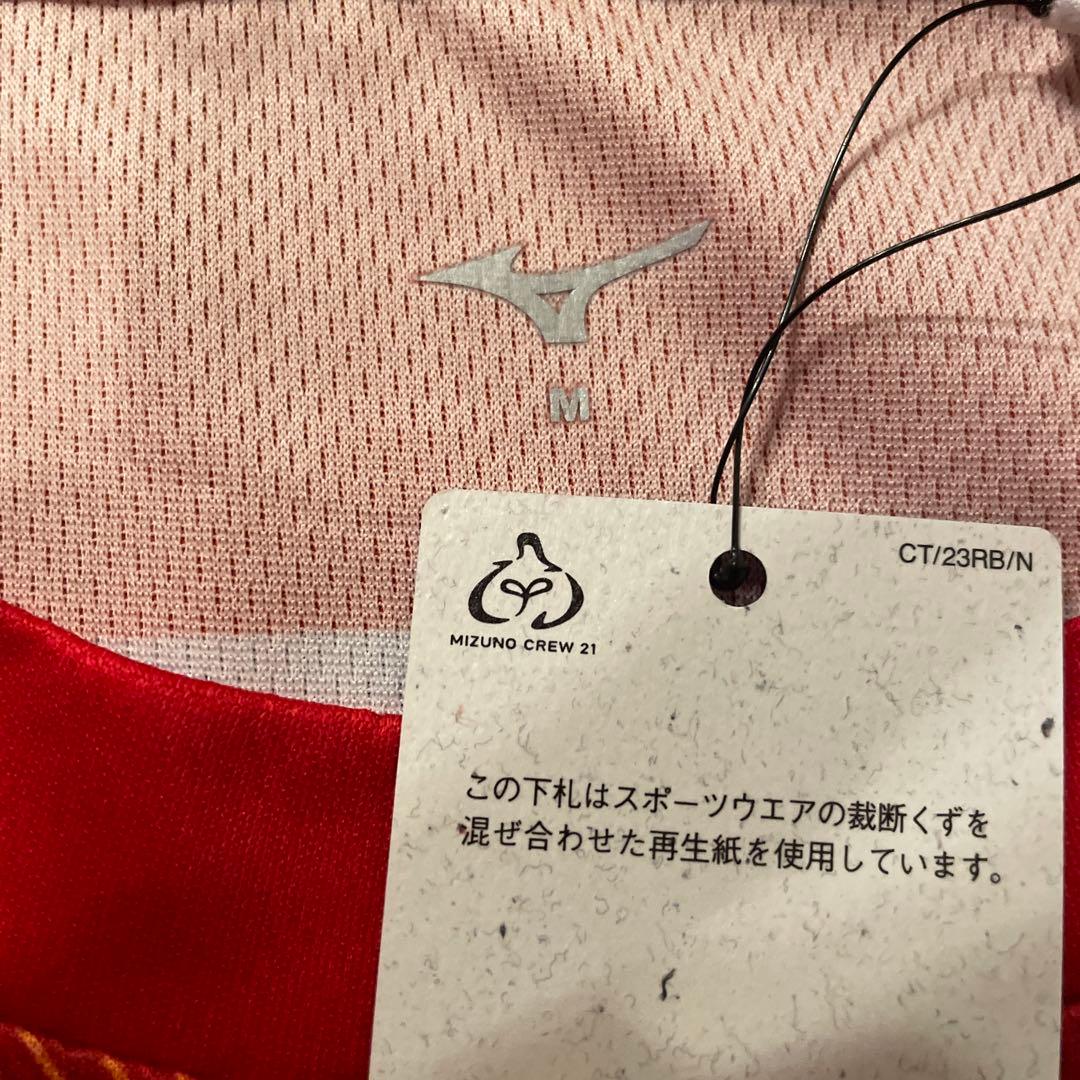 M
CT/23RB/N
MIZUNO CREW 21
この下札はスポーツウエアの裁断くずを
混ぜ合わせた再生紙を使用しています。